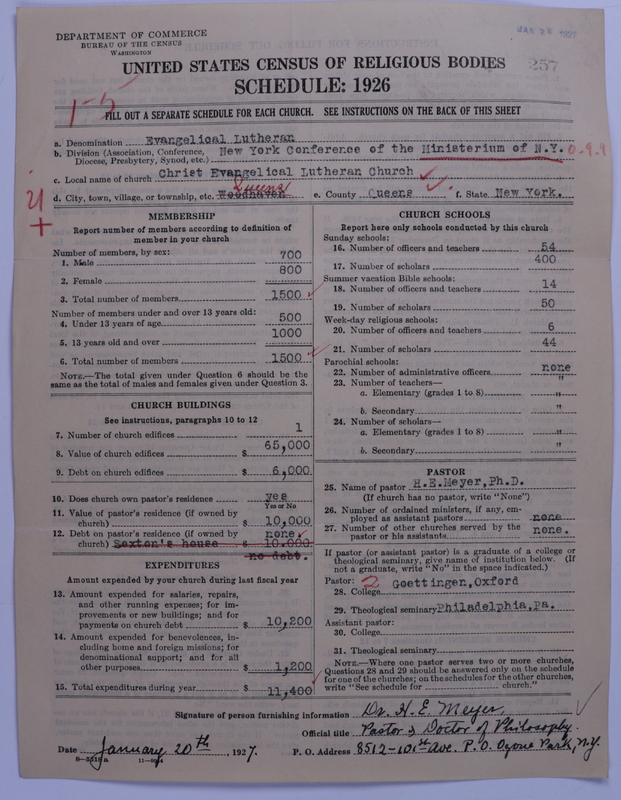 DEPARTMENT OF COMMERCE
BUREAU OF THE CENSUS
WASHINGTON
257
UNITED STATES CENSUS OF RELIGIOUS BODIES
SCHEDULE: 1926
1-5
FILL OUT A SEPARATE SCHEDULE FOR EACH CHURCH. SEE INSTRUCTIONS ON THE BACK OF THIS SHEET
a. Denomination Evangelical Lutheran
b. Division (Association, Conference, Diocese, Presbytery, Synod, etc.) New York Conference of the Ministerium of N.Y. 0-9-9
c. Local name of church Christ Evangelical Lutheran Church
d. City, town, village, or township, etc. Woodhaven Queens e. County Queens f. State New York.
MEMBERSHIP
Report number of members according to definition of
member in your church
Number of members, by sex:
1. Male 700
2. Female 800
3. Total number of members 1500
Number of members under and over 13 years old:
4. Under 13 years of age 500
5. 13 years old and over 1000
6. Total number of members 1500
NOTE.—The total given under Question 6 should be
same as the total of males and females given under Question 3.
CHURCH BUILDINGS
See instructions, paragraphs 10 to 12
7. Number of church edifices 1
8. Value of church edifices $ 65,000
9. Debt on church edifices $ 6,000
10. Does church own pastor's residence yes
Yes or No
11. Value of pastor's residence (if owned by
church) $ 10,000
12. Debt on pastor's residence (if owned by none.
church) Sexton's house $ 10.000
no debt.
EXPENDITURES
Amount expended by your church during last fiscal year
13. Amount expended for salaries, repairs,
and other running expenses; for im-
provements or new buildings; and for
payments on church debt $ 10,200
14. Amount expended for benevolences, in-
cluding home and foreign missions; for
denominational support; and for all
other purposes $ 1,200
15. Total expenditures during year $ 11,400
CHURCH SCHOOLS
Report here only schools conducted by this church
Sunday schools:
16. Number of officers and teachers 54
17. Number of scholars 400
Summer vacation Bible schools:
18. Number of officers and teachers 14
19. Number of scholars 50
Week-day religious schools:
20. Number of officers and teachers 6
21. Number of scholars 44
Parochial schools:
22. Number of administrative officers none
23. Number of teachers—
a. Elementary (grades 1 to 8) "
b. Secondary "
24. Number of scholars—
a. Elementary (grades 1 to 8) "
b. Secondary "
PASTOR
25. Name of pastor H.E.Meyer,Ph.D.
(If church has no pastor, write "None")
26. Number of ordained ministers, if any, em-
ployed as assistant pastors none
27. Number of other churches served by the
pastor or his assistants none.
If pastor (or assistant pastor) is a graduate of a college or
theological seminary, give name of institution below. (If
not a graduate, write "No" in the space indicated.)
Pastor: 2
28. College Goettingen,Oxford
29. Theological seminary Philadelphia,Pa.
Assistant pastor:
30. College
31. Theological seminary
NOTE.—Where one pastor serves two or more churches,
Questions 28 and 29 should be answered only on the schedule
for one of the churches; on the schedules for the other churches,
write "See schedule for church."
Signature of person furnishing information Dr. H. E. Meyer
Official title Pastor & Doctor of Philosophy.
Date January 20th, 1927. P. O. Address 8512-101st Ave. P.O. Ozone Park, N.Y.
8-5518a 11-9084